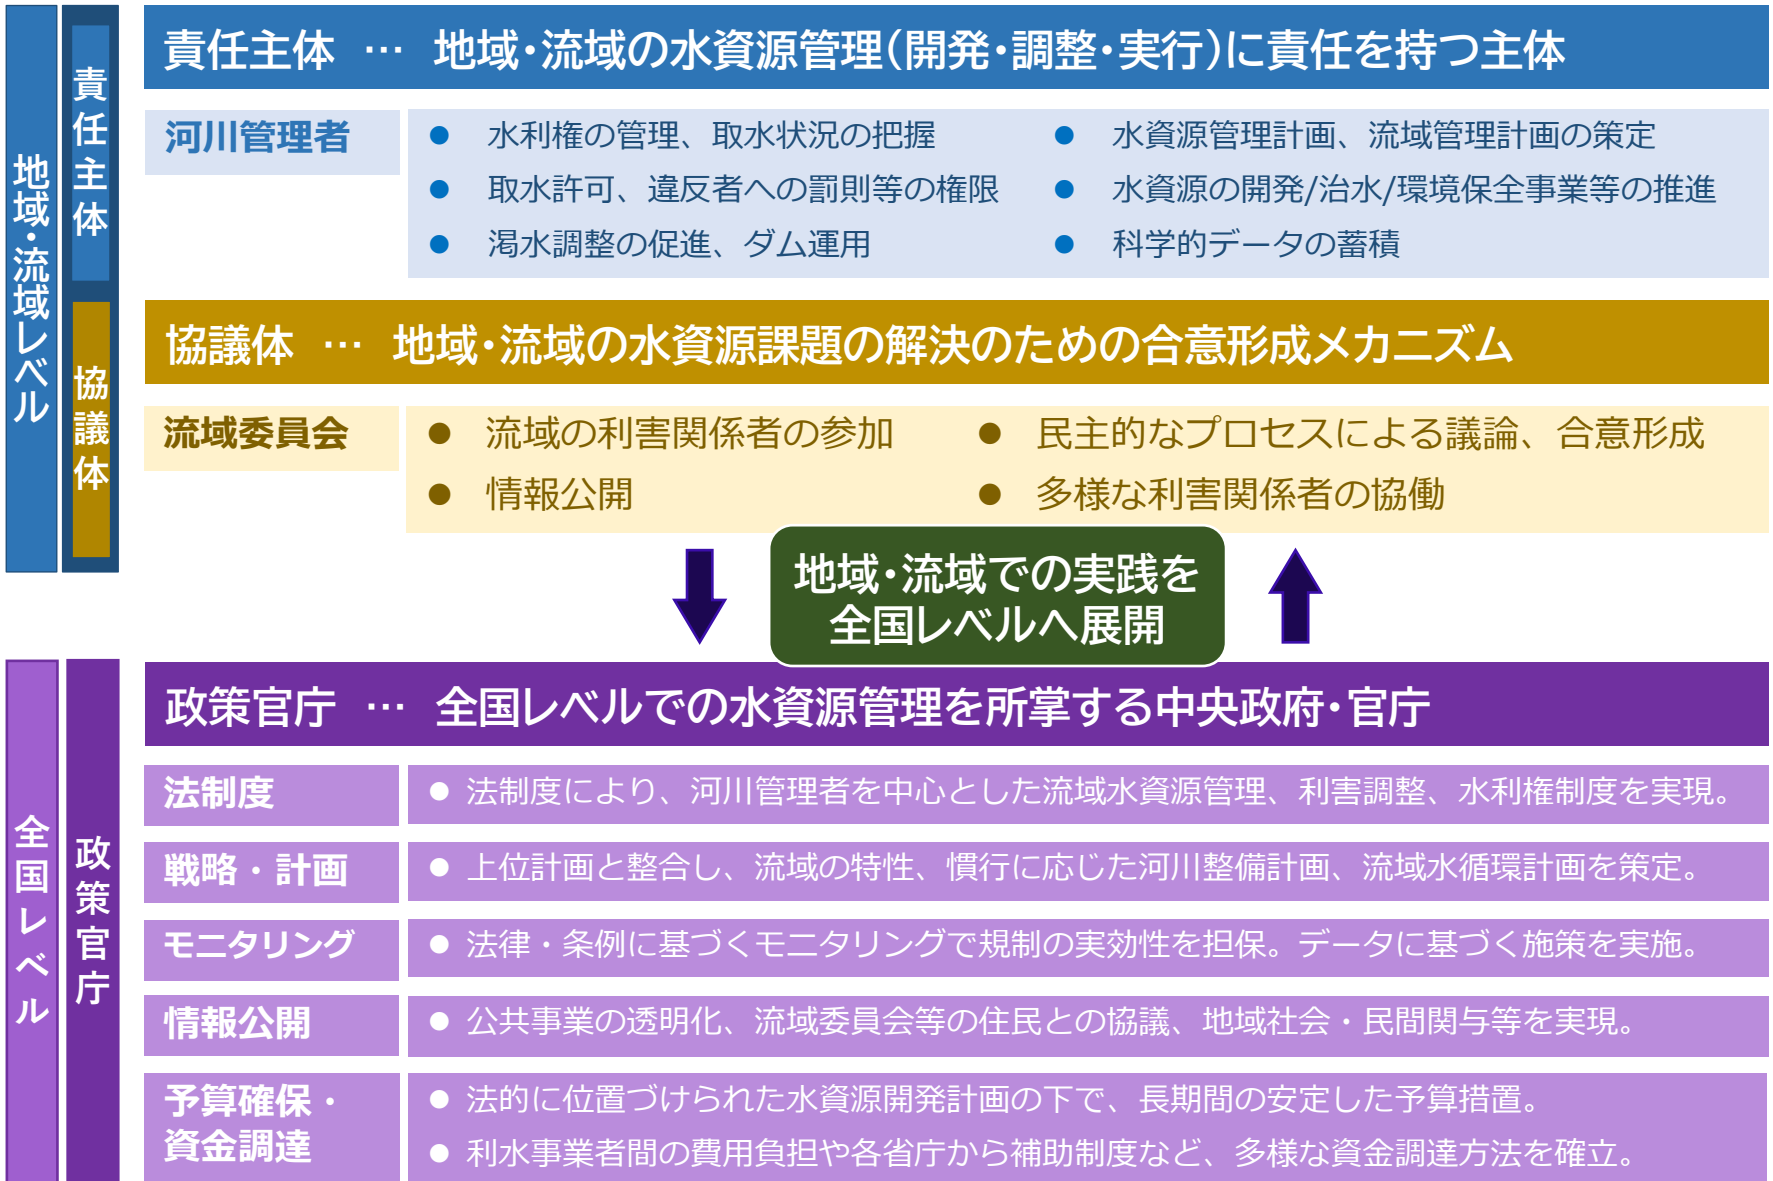 地域・流域レベル
責任主体
責任主体 … 地域・流域の水資源管理(開発・調整・実行)に責任を持つ主体
河川管理者
● 水利権の管理、取水状況の把握
● 取水許可、違反者への罰則等の権限
● 渇水調整の促進、ダム運用
● 水資源管理計画、流域管理計画の策定
● 水資源の開発/治水/環境保全事業等の推進
● 科学的データの蓄積
協議体
協議体 … 地域・流域の水資源課題の解決のための合意形成メカニズム
流域委員会
● 流域の利害関係者の参加
● 情報公開
● 民主的なプロセスによる議論、合意形成
● 多様な利害関係者の協働
地域・流域での実践を
全国レベルへ展開
全国レベル
政策官庁
政策官庁 … 全国レベルでの水資源管理を所掌する中央政府・官庁
法制度
● 法制度により、河川管理者を中心とした流域水資源管理、利害調整、水利権制度を実現。
戦略・計画
● 上位計画と整合し、流域の特性、慣行に応じた河川整備計画、流域水循環計画を策定。
モニタリング
● 法律・条例に基づくモニタリングで規制の実効性を担保。データに基づく施策を実施。
情報公開
● 公共事業の透明化、流域委員会等の住民との協議、地域社会・民間関与等を実現。
予算確保・
資金調達
● 法的に位置づけられた水資源開発計画の下で、長期間の安定した予算措置。
● 利水事業者間の費用負担や各省庁から補助制度など、多様な資金調達方法を確立。